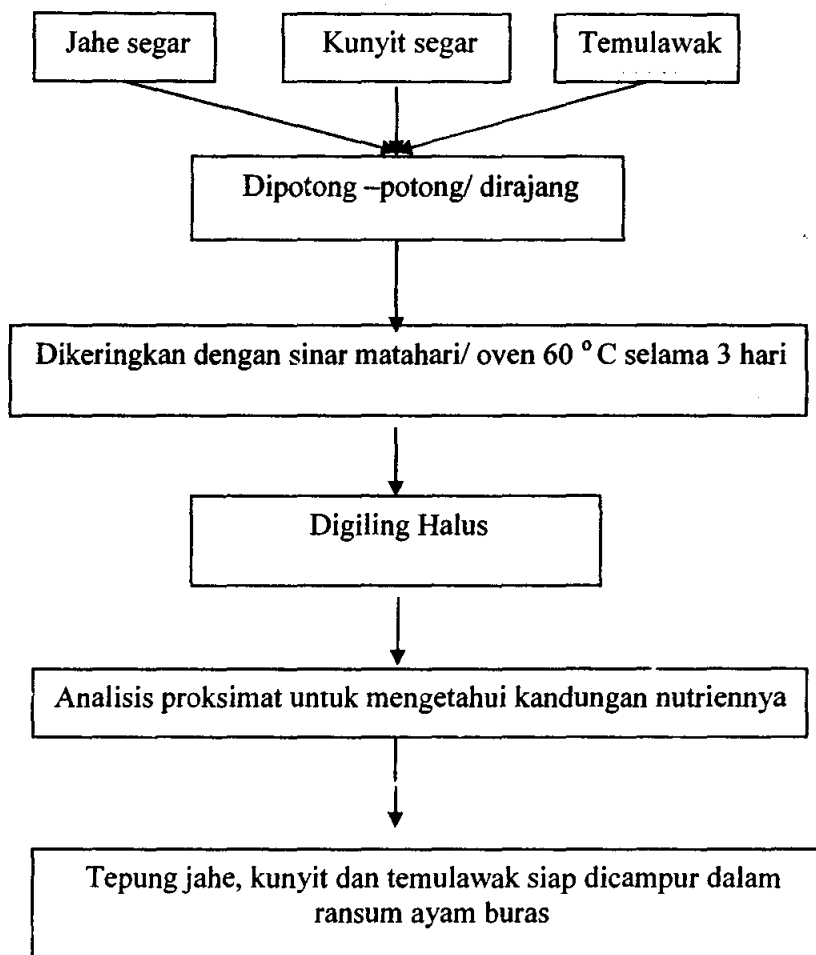 Jahe segar
Kunyit segar
Temulawak
Dipotong –potong/ dirajang
Dikeringkan dengan sinar matahari/ oven 60 ° C selama 3 hari
Digiling Halus
Analisis proksimat untuk mengetahui kandungan nutriennya
Tepung jahe, kunyit dan temulawak siap dicampur dalam
ransum ayam buras